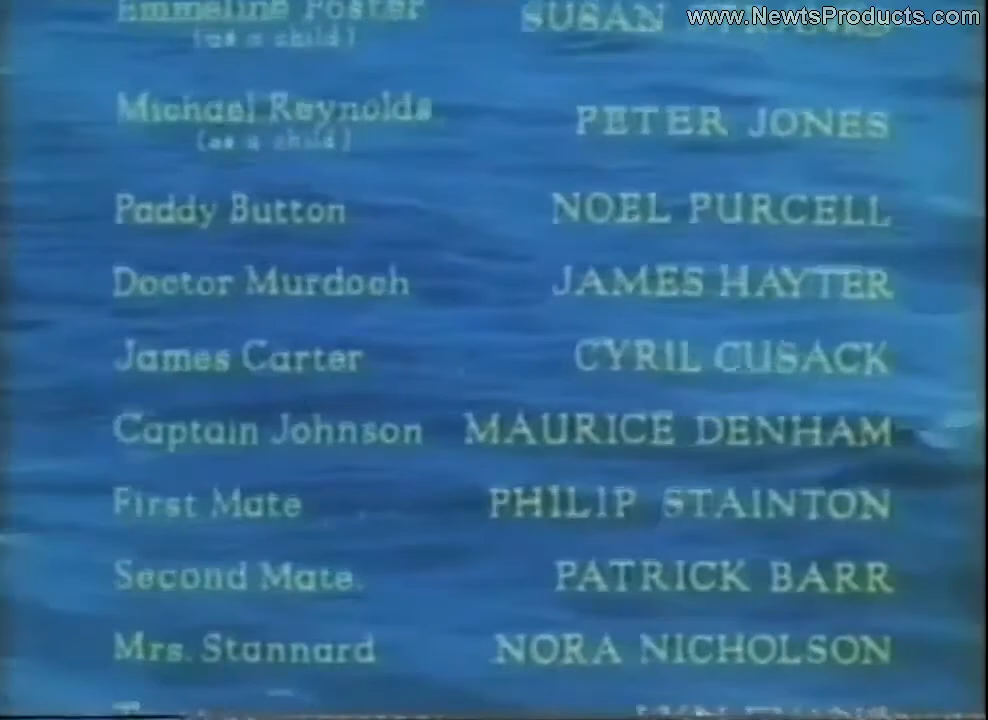 www.NewtsProducts.com
Emmeline Foster SUSAN
(as a child)
Michael Reynolds PETER JONES
(as a child)
Paddy Button NOEL PURCELL
Doctor Murdoch JAMES HAYTER
James Carter CYRIL CUSACK
Captain Johnson MAURICE DENHAM
First Mate PHILIP STAINTON
Second Mate PATRICK BARR
Mrs. Stannard NORA NICHOLSON